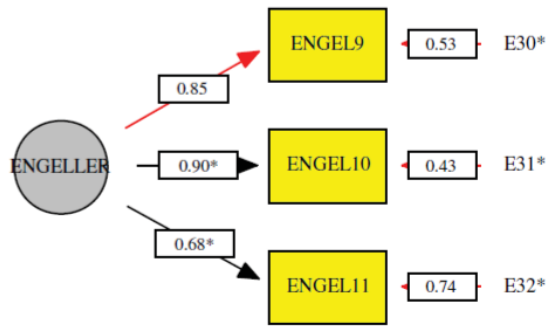 ENGEL9 0.53 E30*
0.85
ENGELLER 0.90* ENGEL10 0.43 E31*
0.68*
ENGEL11 0.74 E32*